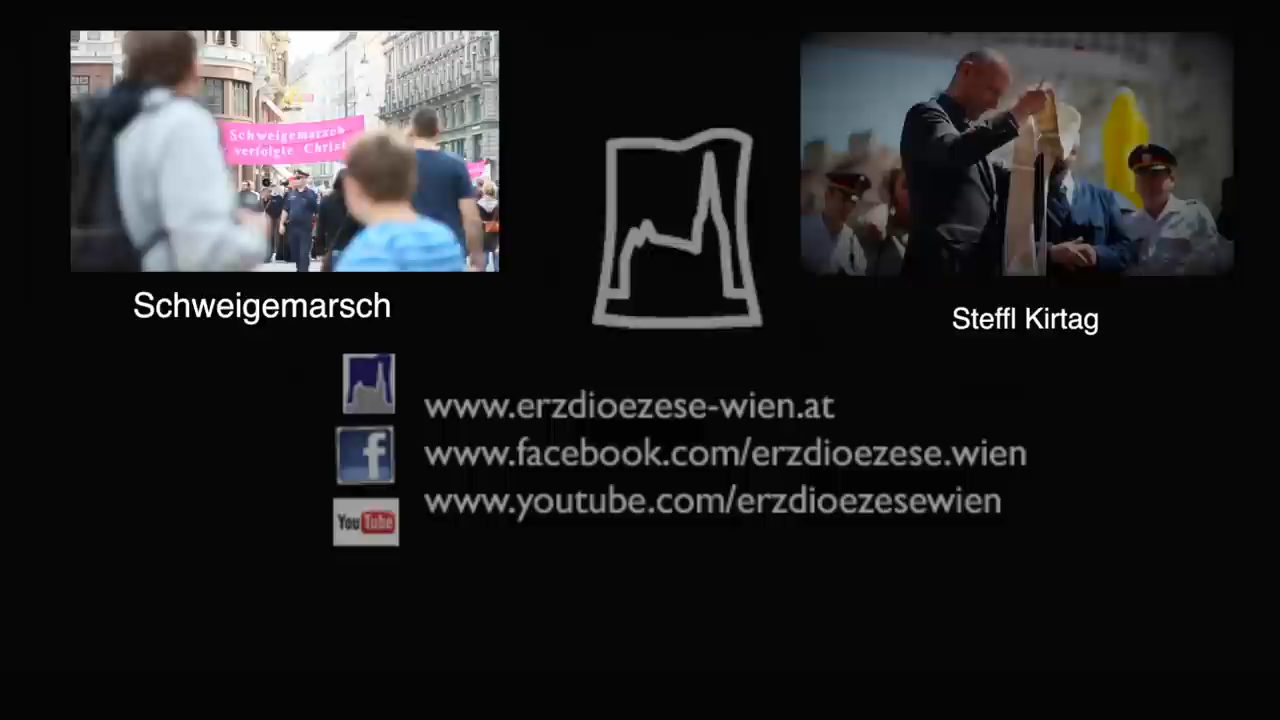 Schweigemarsch
verfolgte Christ
Schweigemarsch
Steffl Kirtag
www.erzdioezese-wien.at
f
www.facebook.com/erzdioezese.wien
You Tube
www.youtube.com/erzdioezesewien